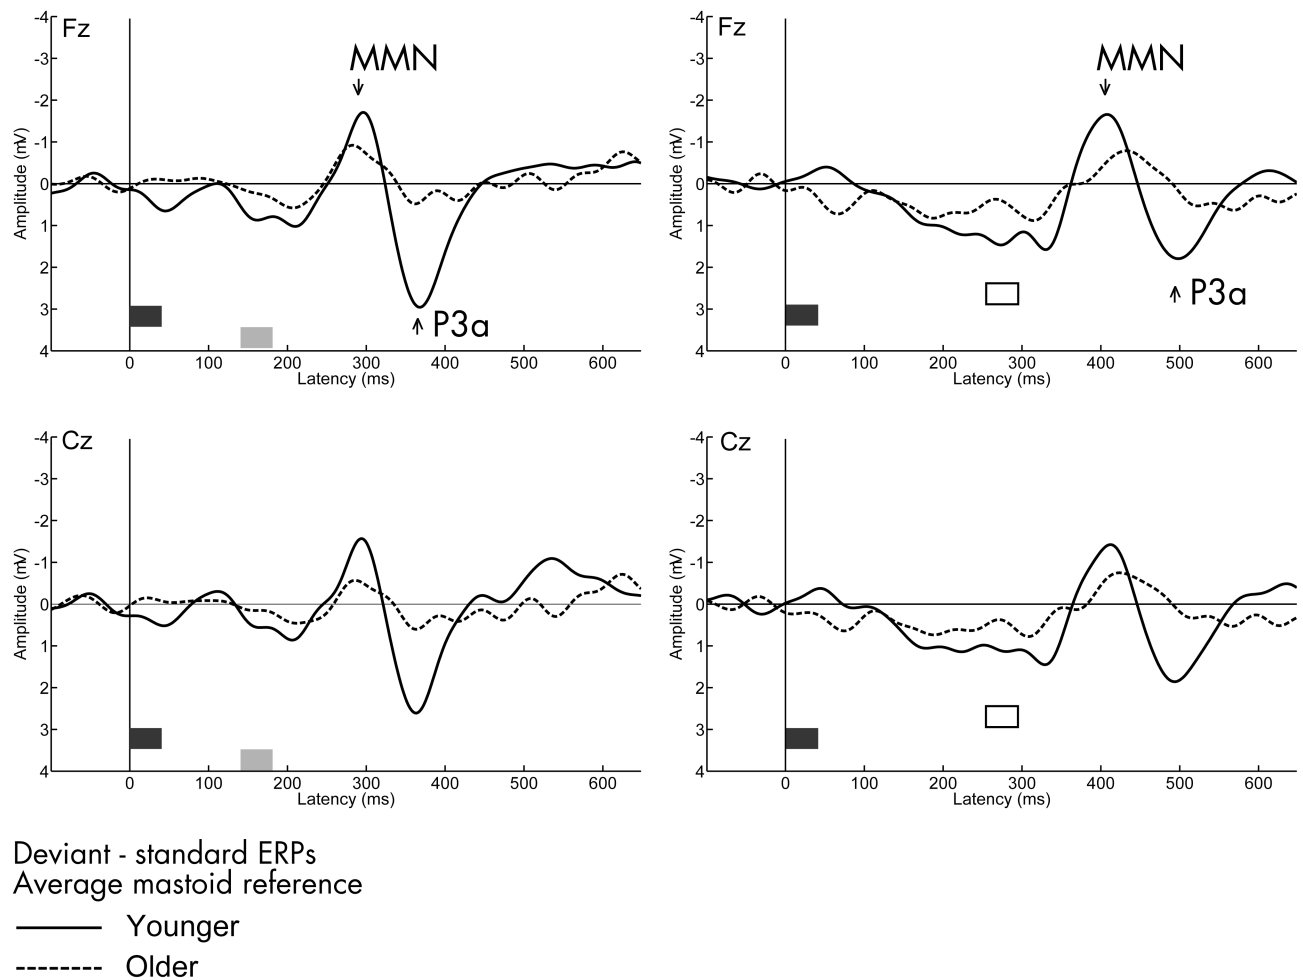 Fz
MMN
-4
-3
-2
-1
0
1
2
3
4
Amplitude (mV)
P3a
0 100 200 300 400 500 600
Latency (ms)
Fz
MMN
-4
-3
-2
-1
0
1
2
3
4
Amplitude (mV)
P3a
0 100 200 300 400 500 600
Latency (ms)
Cz
-4
-3
-2
-1
0
1
2
3
4
Amplitude (mV)
0 100 200 300 400 500 600
Latency (ms)
Cz
-4
-3
-2
-1
0
1
2
3
4
Amplitude (mV)
0 100 200 300 400 500 600
Latency (ms)
Deviant - standard ERPs
Average mastoid reference
Younger
Older